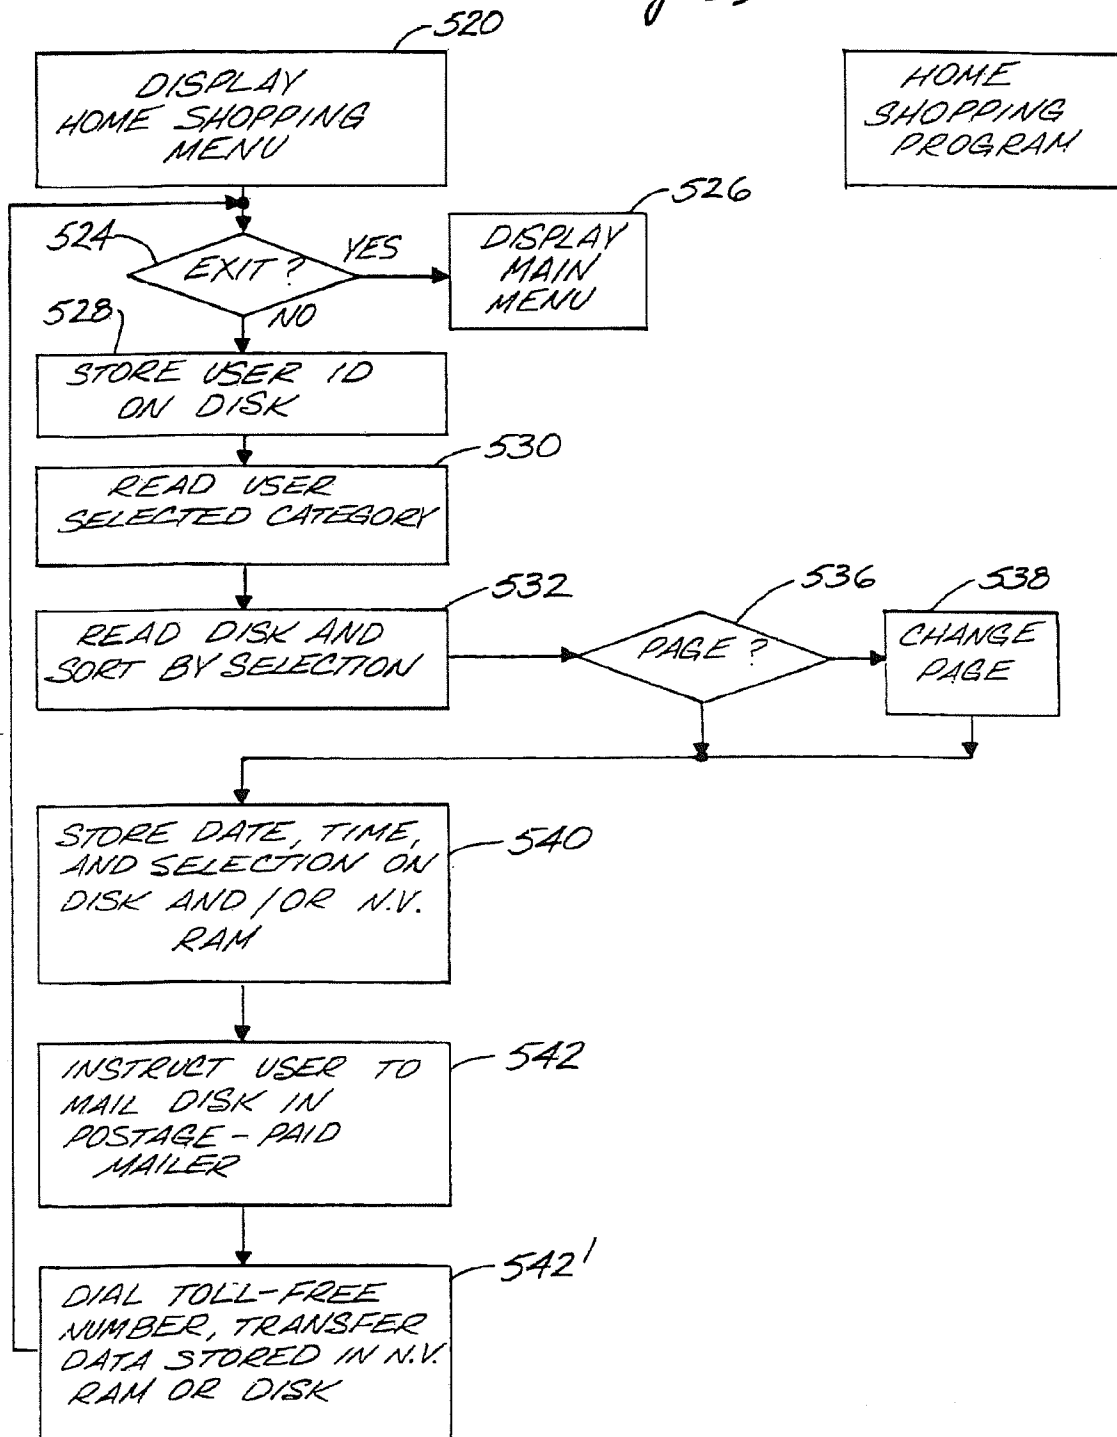 520
DISPLAY
HOME SHOPPING
MENU
HOME
SHOPPING
PROGRAM
524
EXIT?
YES
NO
526
DISPLAY
MAIN
MENU
528
STORE USER ID
ON DISK
530
READ USER
SELECTED CATEGORY
532
READ DISK AND
SORT BY SELECTION
536
PAGE?
538
CHANGE
PAGE
540
STORE DATE, TIME,
AND SELECTION ON
DISK AND/OR N.V.
RAM
542
INSTRUCT USER TO
MAIL DISK IN
POSTAGE-PAID
MAILER
542'
DIAL TOLL-FREE
NUMBER, TRANSFER
DATA STORED IN N.V.
RAM OR DISK